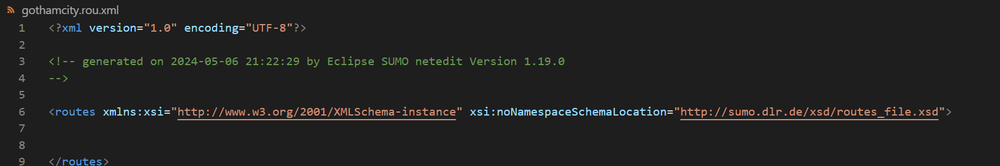 gothamcity.rou.xml
1 <?xml version="1.0" encoding="UTF-8"?>
2
3 <!-- generated on 2024-05-06 21:22:29 by Eclipse SUMO netedit Version 1.19.0
4 -->
5
6 <routes xmlns:xsi="http://www.w3.org/2001/XMLSchema-instance" xsi:noNamespaceSchemaLocation="http://sumo.dlr.de/xsd/routes_file.xsd">
7
8
9 </routes>